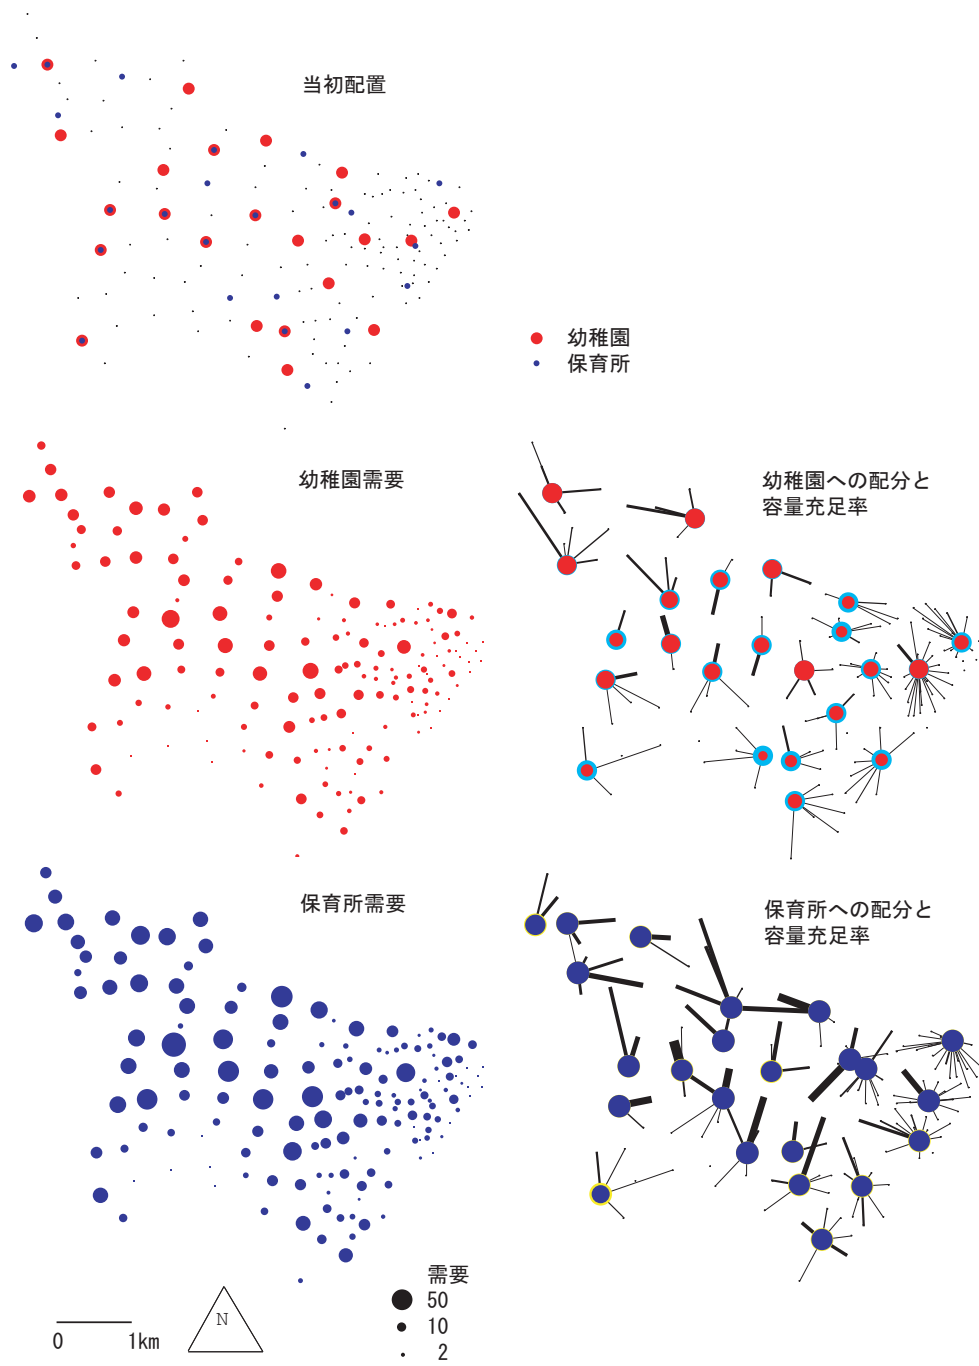 当初配置
幼稚園
保育所
幼稚園需要
幼稚園への配分と
容量充足率
保育所需要
保育所への配分と
容量充足率
需要
50
10
2
0 1km
N